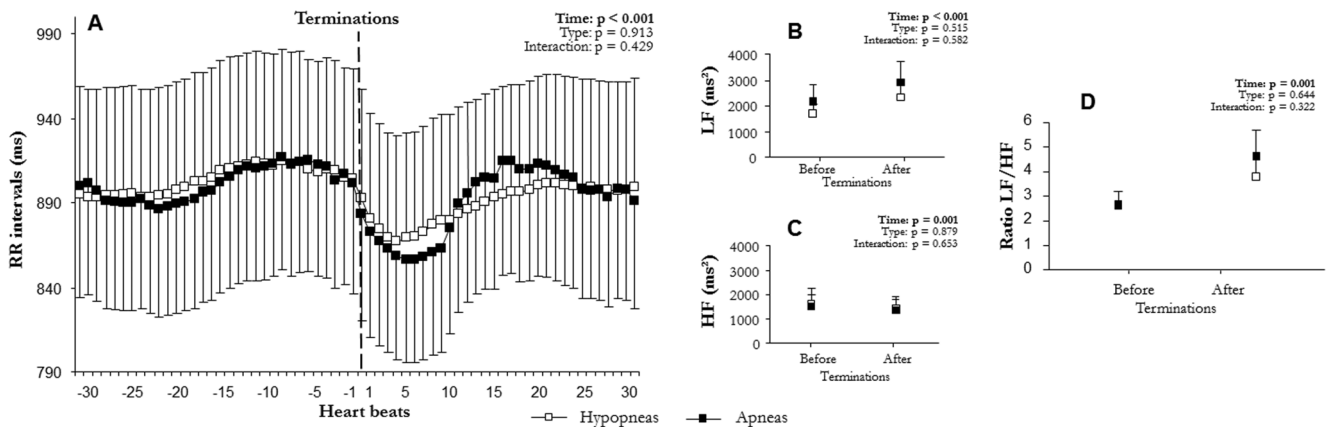 A
Terminations
Time: p < 0.001
Type: p = 0.913
Interaction: p = 0.429
RR intervals (ms)
990
940
890
840
790
-30 -25 -20 -15 -10 -5 -1 1 5 10 15 20 25 30
Heart beats
Hypopneas Apneas
B
Time: p < 0.001
Type: p = 0.515
Interaction: p = 0.582
LF (ms²)
4000
3000
2000
1000
0
Before After
Terminations
C
Time: p = 0.001
Type: p = 0.879
Interaction: p = 0.653
HF (ms²)
4000
3000
2000
1000
0
Before After
Terminations
D
Time: p = 0.001
Type: p = 0.644
Interaction: p = 0.322
Ratio LF/HF
6
5
4
3
2
1
0
Before After
Terminations